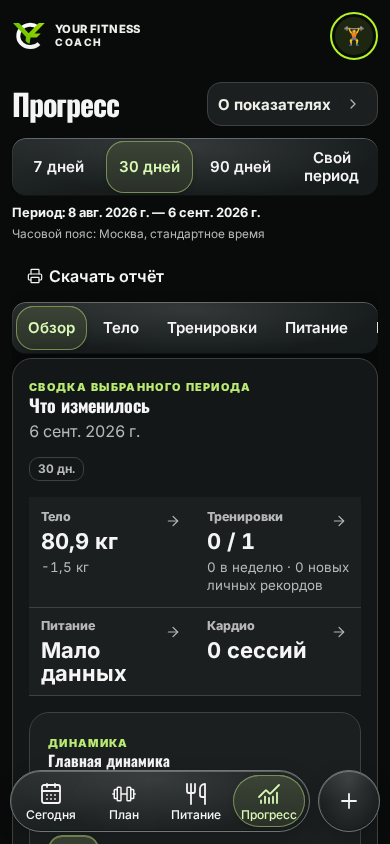 YOUR FITNESS
COACH
Прогресс
О показателях
7 дней
30 дней
90 дней
Свой
период
Период: 8 авг. 2026 г. — 6 сент. 2026 г.
Часовой пояс: Москва, стандартное время
Скачать отчёт
Обзор
Тело
Тренировки
Питание
СВОДКА ВЫБРАННОГО ПЕРИОДА
Что изменилось
6 сент. 2026 г.
30 дн.
Тело
80,9 кг
-1,5 кг
Тренировки
0 / 1
0 в неделю · 0 новых
личных рекордов
Питание
Мало
данных
Кардио
0 сессий
ДИНАМИКА
Главная динамика
Сегодня
План
Питание
Прогресс